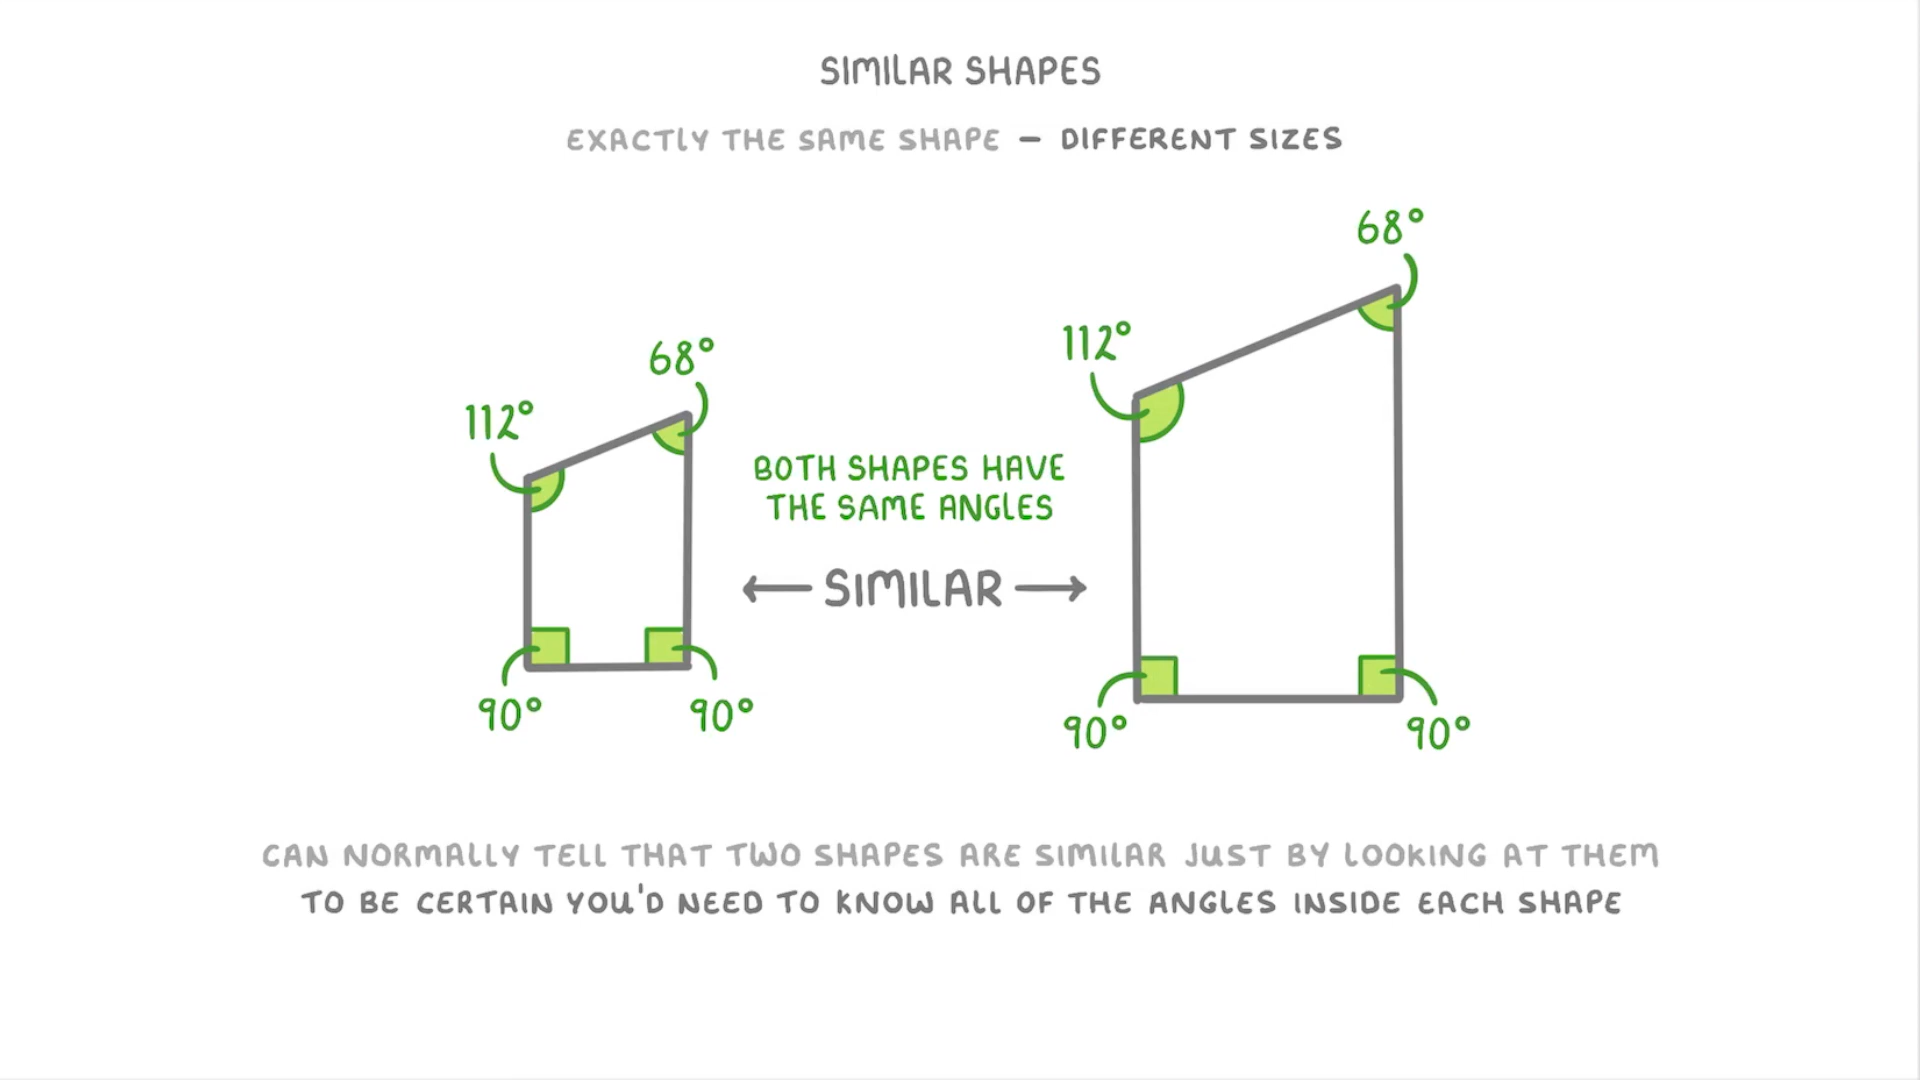 SIMILAR SHAPES
EXACTLY THE SAME SHAPE – DIFFERENT SIZES
68°
112°
68°
112°
BOTH SHAPES HAVE
THE SAME ANGLES
SIMILAR
90°
90°
90°
90°
CAN NORMALLY TELL THAT TWO SHAPES ARE SIMILAR JUST BY LOOKING AT THEM
TO BE CERTAIN YOU'D NEED TO KNOW ALL OF THE ANGLES INSIDE EACH SHAPE